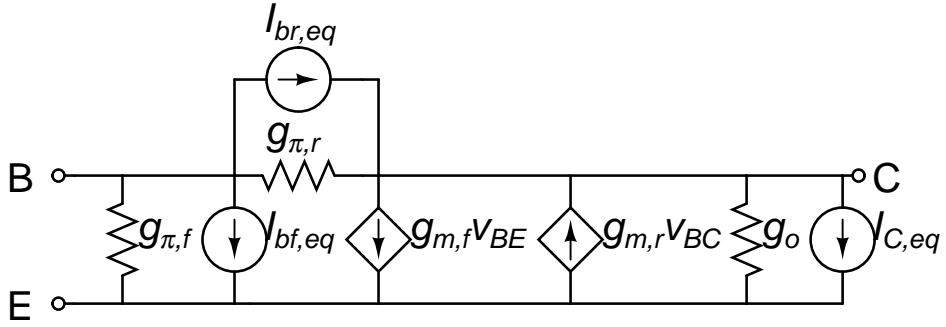 I_{br,eq}
g_{π,r}
B C
g_{π,f} I_{bf,eq} g_{m,f}v_{BE} g_{m,r}v_{BC} g_o I_{C,eq}
E